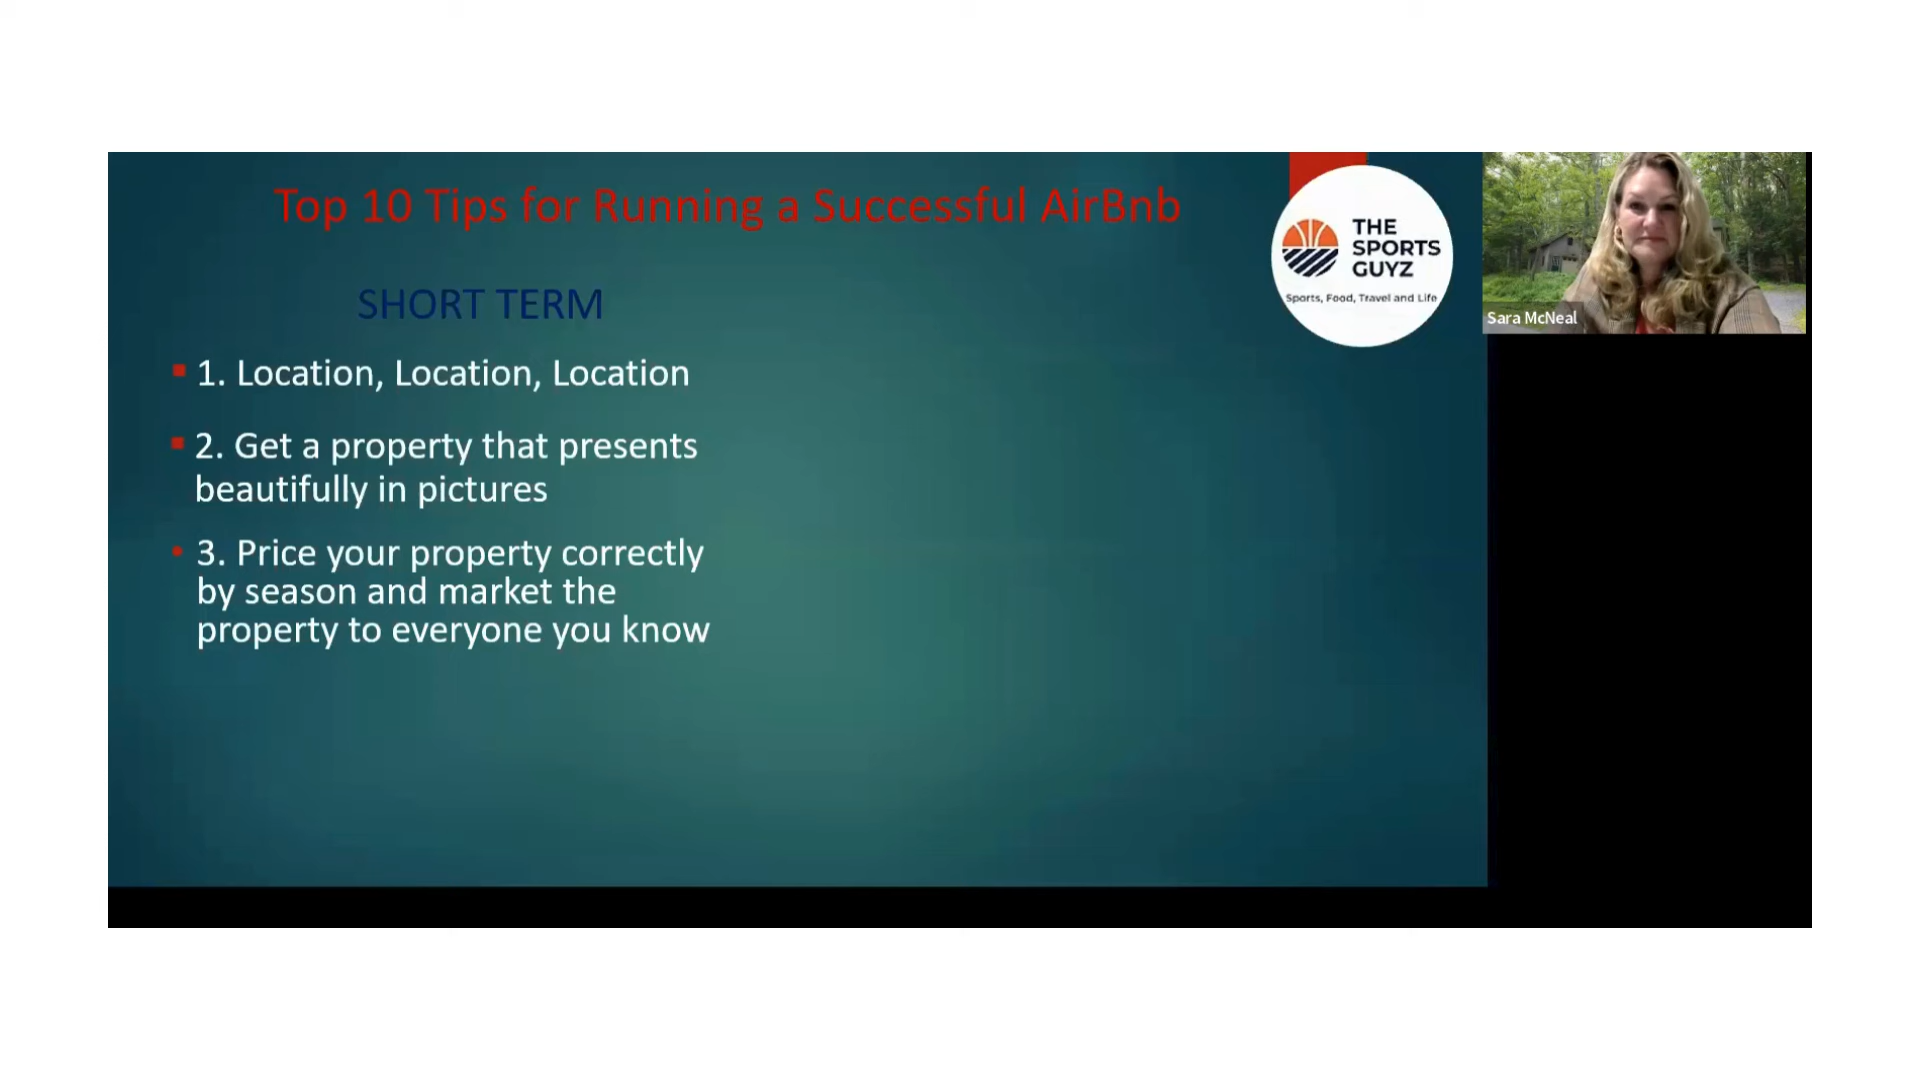 Top 10 Tips for Running a Successful AirBnb
THE
SPORTS
GUYZ
Sports, Food, Travel and Life
Sara McNeal
SHORT TERM
1. Location, Location, Location
2. Get a property that presents
beautifully in pictures
3. Price your property correctly
by season and market the
property to everyone you know